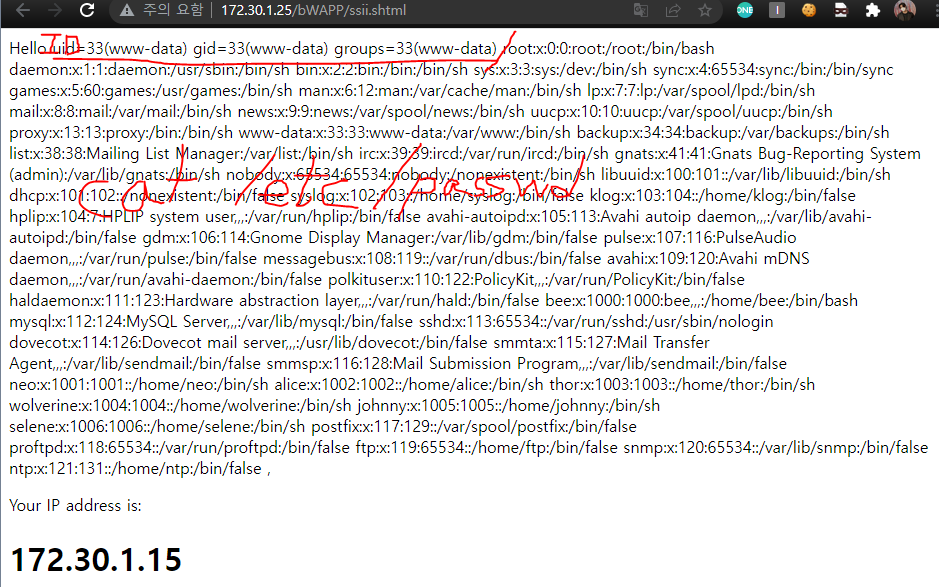 주의 요함 | 172.30.1.25/bWAPP/ssii.shtml
ONE I
ID
Hello uid=33(www-data) gid=33(www-data) groups=33(www-data) root:x:0:0:root:/root:/bin/bash
daemon:x:1:1:daemon:/usr/sbin:/bin/sh bin:x:2:2:bin:/bin:/bin/sh sys:x:3:3:sys:/dev:/bin/sh sync:x:4:65534:sync:/bin:/bin/sync
games:x:5:60:games:/usr/games:/bin/sh man:x:6:12:man:/var/cache/man:/bin/sh lp:x:7:7:lp:/var/spool/lpd:/bin/sh
mail:x:8:8:mail:/var/mail:/bin/sh news:x:9:9:news:/var/spool/news:/bin/sh uucp:x:10:10:uucp:/var/spool/uucp:/bin/sh
proxy:x:13:13:proxy:/bin:/bin/sh www-data:x:33:33:www-data:/var/www:/bin/sh backup:x:34:34:backup:/var/backups:/bin/sh
list:x:38:38:Mailing List Manager:/var/list:/bin/sh irc:x:39:39:ircd:/var/run/ircd:/bin/sh gnats:x:41:41:Gnats Bug-Reporting System
(admin):/var/lib/gnats:/bin/sh nobody:x:65534:65534:nobody:/nonexistent:/bin/sh libuuid:x:100:101::/var/lib/libuuid:/bin/sh
cat /etc/passwd
dhcp:x:101:102::/nonexistent:/bin/false syslog:x:102:103::/home/syslog:/bin/false klog:x:103:104::/home/klog:/bin/false
hplip:x:104:7:HPLIP system user,,,:/var/run/hplip:/bin/false avahi-autoipd:x:105:113:Avahi autoip daemon,,,:/var/lib/avahi-
autoipd:/bin/false gdm:x:106:114:Gnome Display Manager:/var/lib/gdm:/bin/false pulse:x:107:116:PulseAudio
daemon,,,:/var/run/pulse:/bin/false messagebus:x:108:119::/var/run/dbus:/bin/false avahi:x:109:120:Avahi mDNS
daemon,,,:/var/run/avahi-daemon:/bin/false polkituser:x:110:122:PolicyKit,,,:/var/run/PolicyKit:/bin/false
haldaemon:x:111:123:Hardware abstraction layer,,,:/var/run/hald:/bin/false bee:x:1000:1000:bee,,,:/home/bee:/bin/bash
mysql:x:112:124:MySQL Server,,,:/var/lib/mysql:/bin/false sshd:x:113:65534::/var/run/sshd:/usr/sbin/nologin
dovecot:x:114:126:Dovecot mail server,,,:/usr/lib/dovecot:/bin/false smmta:x:115:127:Mail Transfer
Agent,,,:/var/lib/sendmail:/bin/false smmsp:x:116:128:Mail Submission Program,,,:/var/lib/sendmail:/bin/false
neo:x:1001:1001::/home/neo:/bin/sh alice:x:1002:1002::/home/alice:/bin/sh thor:x:1003:1003::/home/thor:/bin/sh
wolverine:x:1004:1004::/home/wolverine:/bin/sh johnny:x:1005:1005::/home/johnny:/bin/sh
selene:x:1006:1006::/home/selene:/bin/sh postfix:x:117:129::/var/spool/postfix:/bin/false
proftpd:x:118:65534::/var/run/proftpd:/bin/false ftp:x:119:65534::/home/ftp:/bin/false snmp:x:120:65534::/var/lib/snmp:/bin/false
ntp:x:121:131::/home/ntp:/bin/false ,
Your IP address is:
172.30.1.15